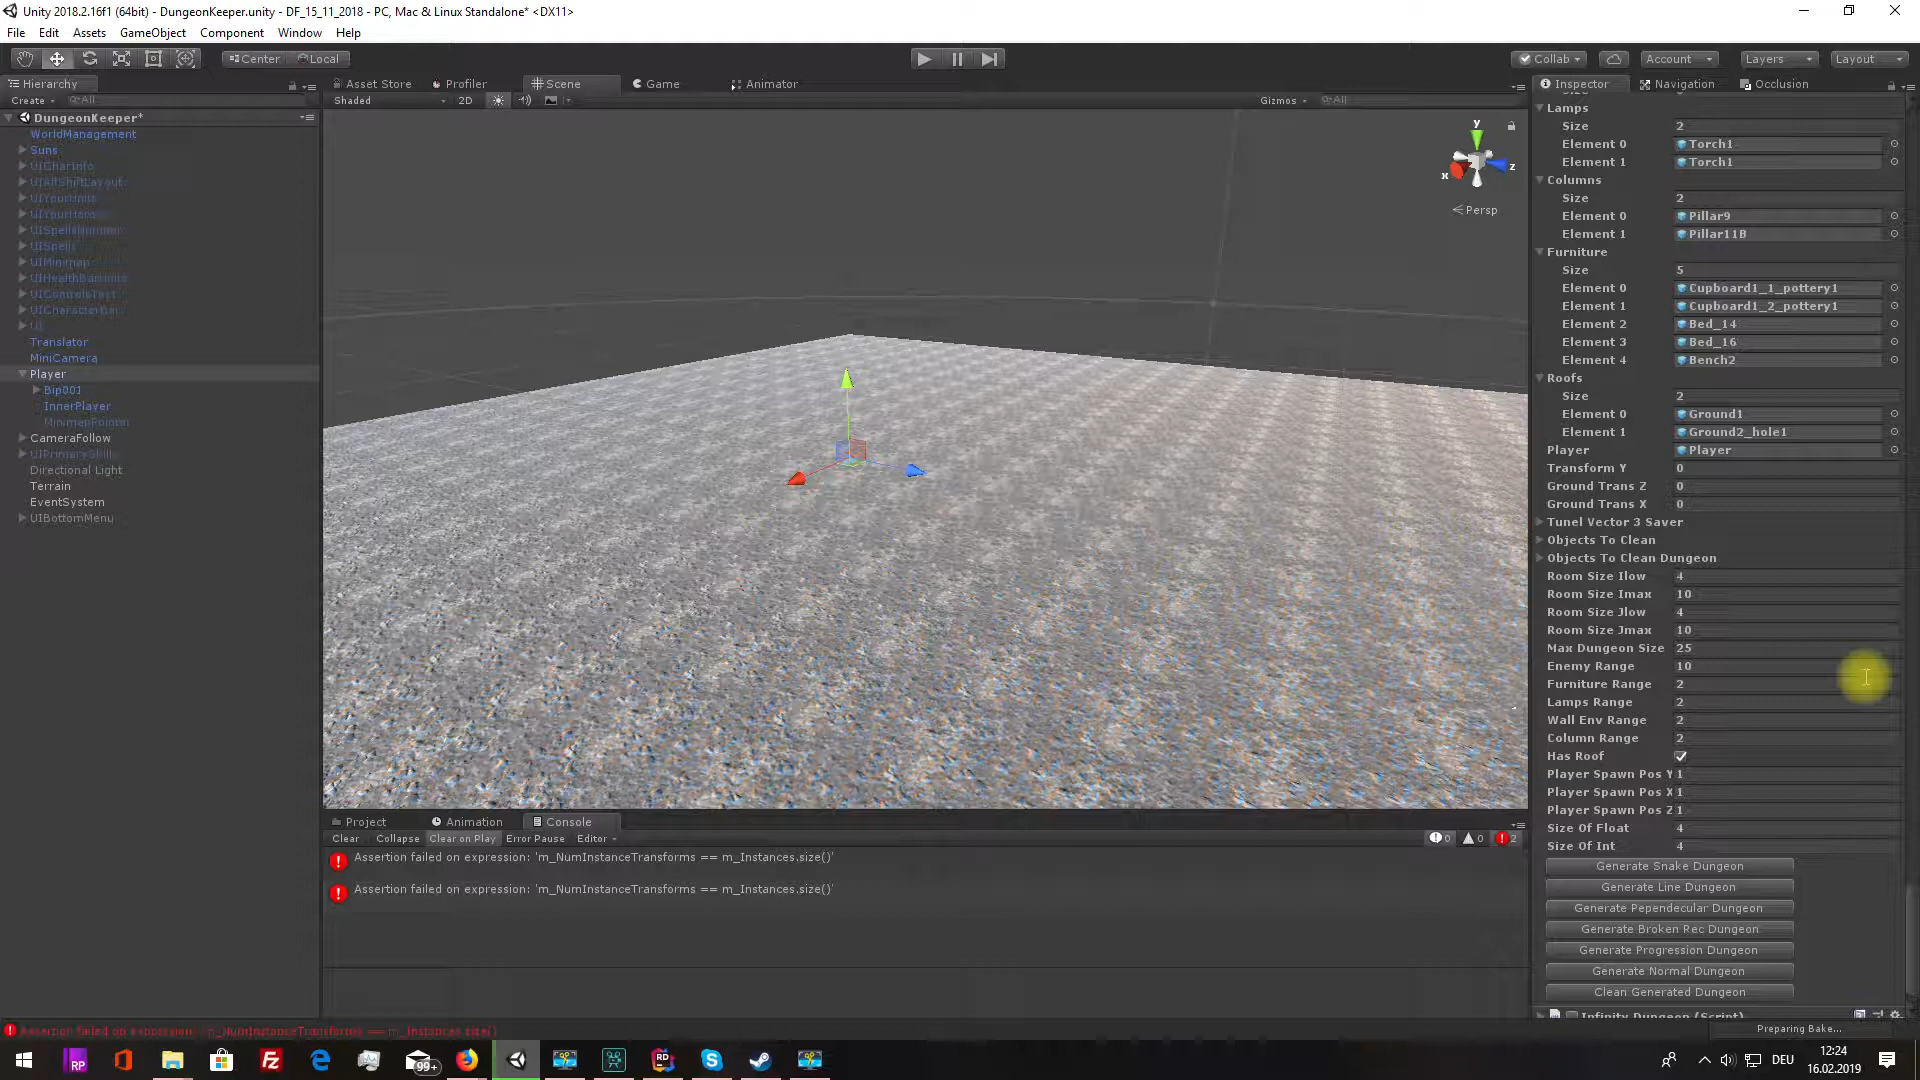 Unity 2018.2.16f1 (64bit) - DungeonKeeper.unity - DF_15_11_2018 - PC, Mac & Linux Standalone* <DX11>
File Edit Assets GameObject Component Window Help
Center Local Collab Account Layers Layout
Hierarchy Asset Store Profiler Scene Game Animator Inspector Navigation Occlusion
Create All Shaded 2D Gizmos All
DungeonKeeper*
WorldManagement
Suns
UICharInfo
UIAltShiftLayout
UIYourUnits
UIYourHero
UISpells
UIMinimap
UI
Translator
MiniCamera
Player
Bip001
InnerPlayer
CameraFollow
Directional Light
Terrain
EventSystem
UIBottomMenu
y
x
z
Persp
Lamps
Size 2
Element 0 Torch1
Element 1 Torch1
Columns
Size 2
Element 0 Pillar9
Element 1 Pillar11B
Furniture
Size 5
Element 0 Cupboard1_1_pottery1
Element 1 Cupboard1_2_pottery1
Element 2 Bed_14
Element 3 Bed_16
Element 4 Bench2
Roofs
Size 2
Element 0 Ground1
Element 1 Ground2_hole1
Player Player
Transform Y 0
Ground Trans Z 0
Ground Trans X 0
Tunel Vector 3 Saver
Objects To Clean
Objects To Clean Dungeon
Room Size Ilow 4
Room Size Imax 10
Room Size Jlow 4
Room Size Jmax 10
Max Dungeon Size 25
Enemy Range 10
Furniture Range 2
Lamps Range 2
Wall Env Range 2
Column Range 2
Has Roof
Player Spawn Pos Y 1
Player Spawn Pos X 1
Player Spawn Pos Z 1
Size Of Float 4
Size Of Int 4
Generate Snake Dungeon
Generate Line Dungeon
Generate Pependecular Dungeon
Generate Broken Rec Dungeon
Generate Progression Dungeon
Generate Normal Dungeon
Clean Generated Dungeon
Infinity Dungeon (Script)
Project Animation Console
Clear Collapse Clear on Play Error Pause Editor 0 0 2
Assertion failed on expression: 'm_NumInstanceTransforms == m_Instances.size()'
Assertion failed on expression: 'm_NumInstanceTransforms == m_Instances.size()'
Assertion failed on expression: 'm_NumInstanceTransforms == m_Instances.size()'
Preparing Bake...
RP FZ 99+ RD DEU 12:24
16.02.2019